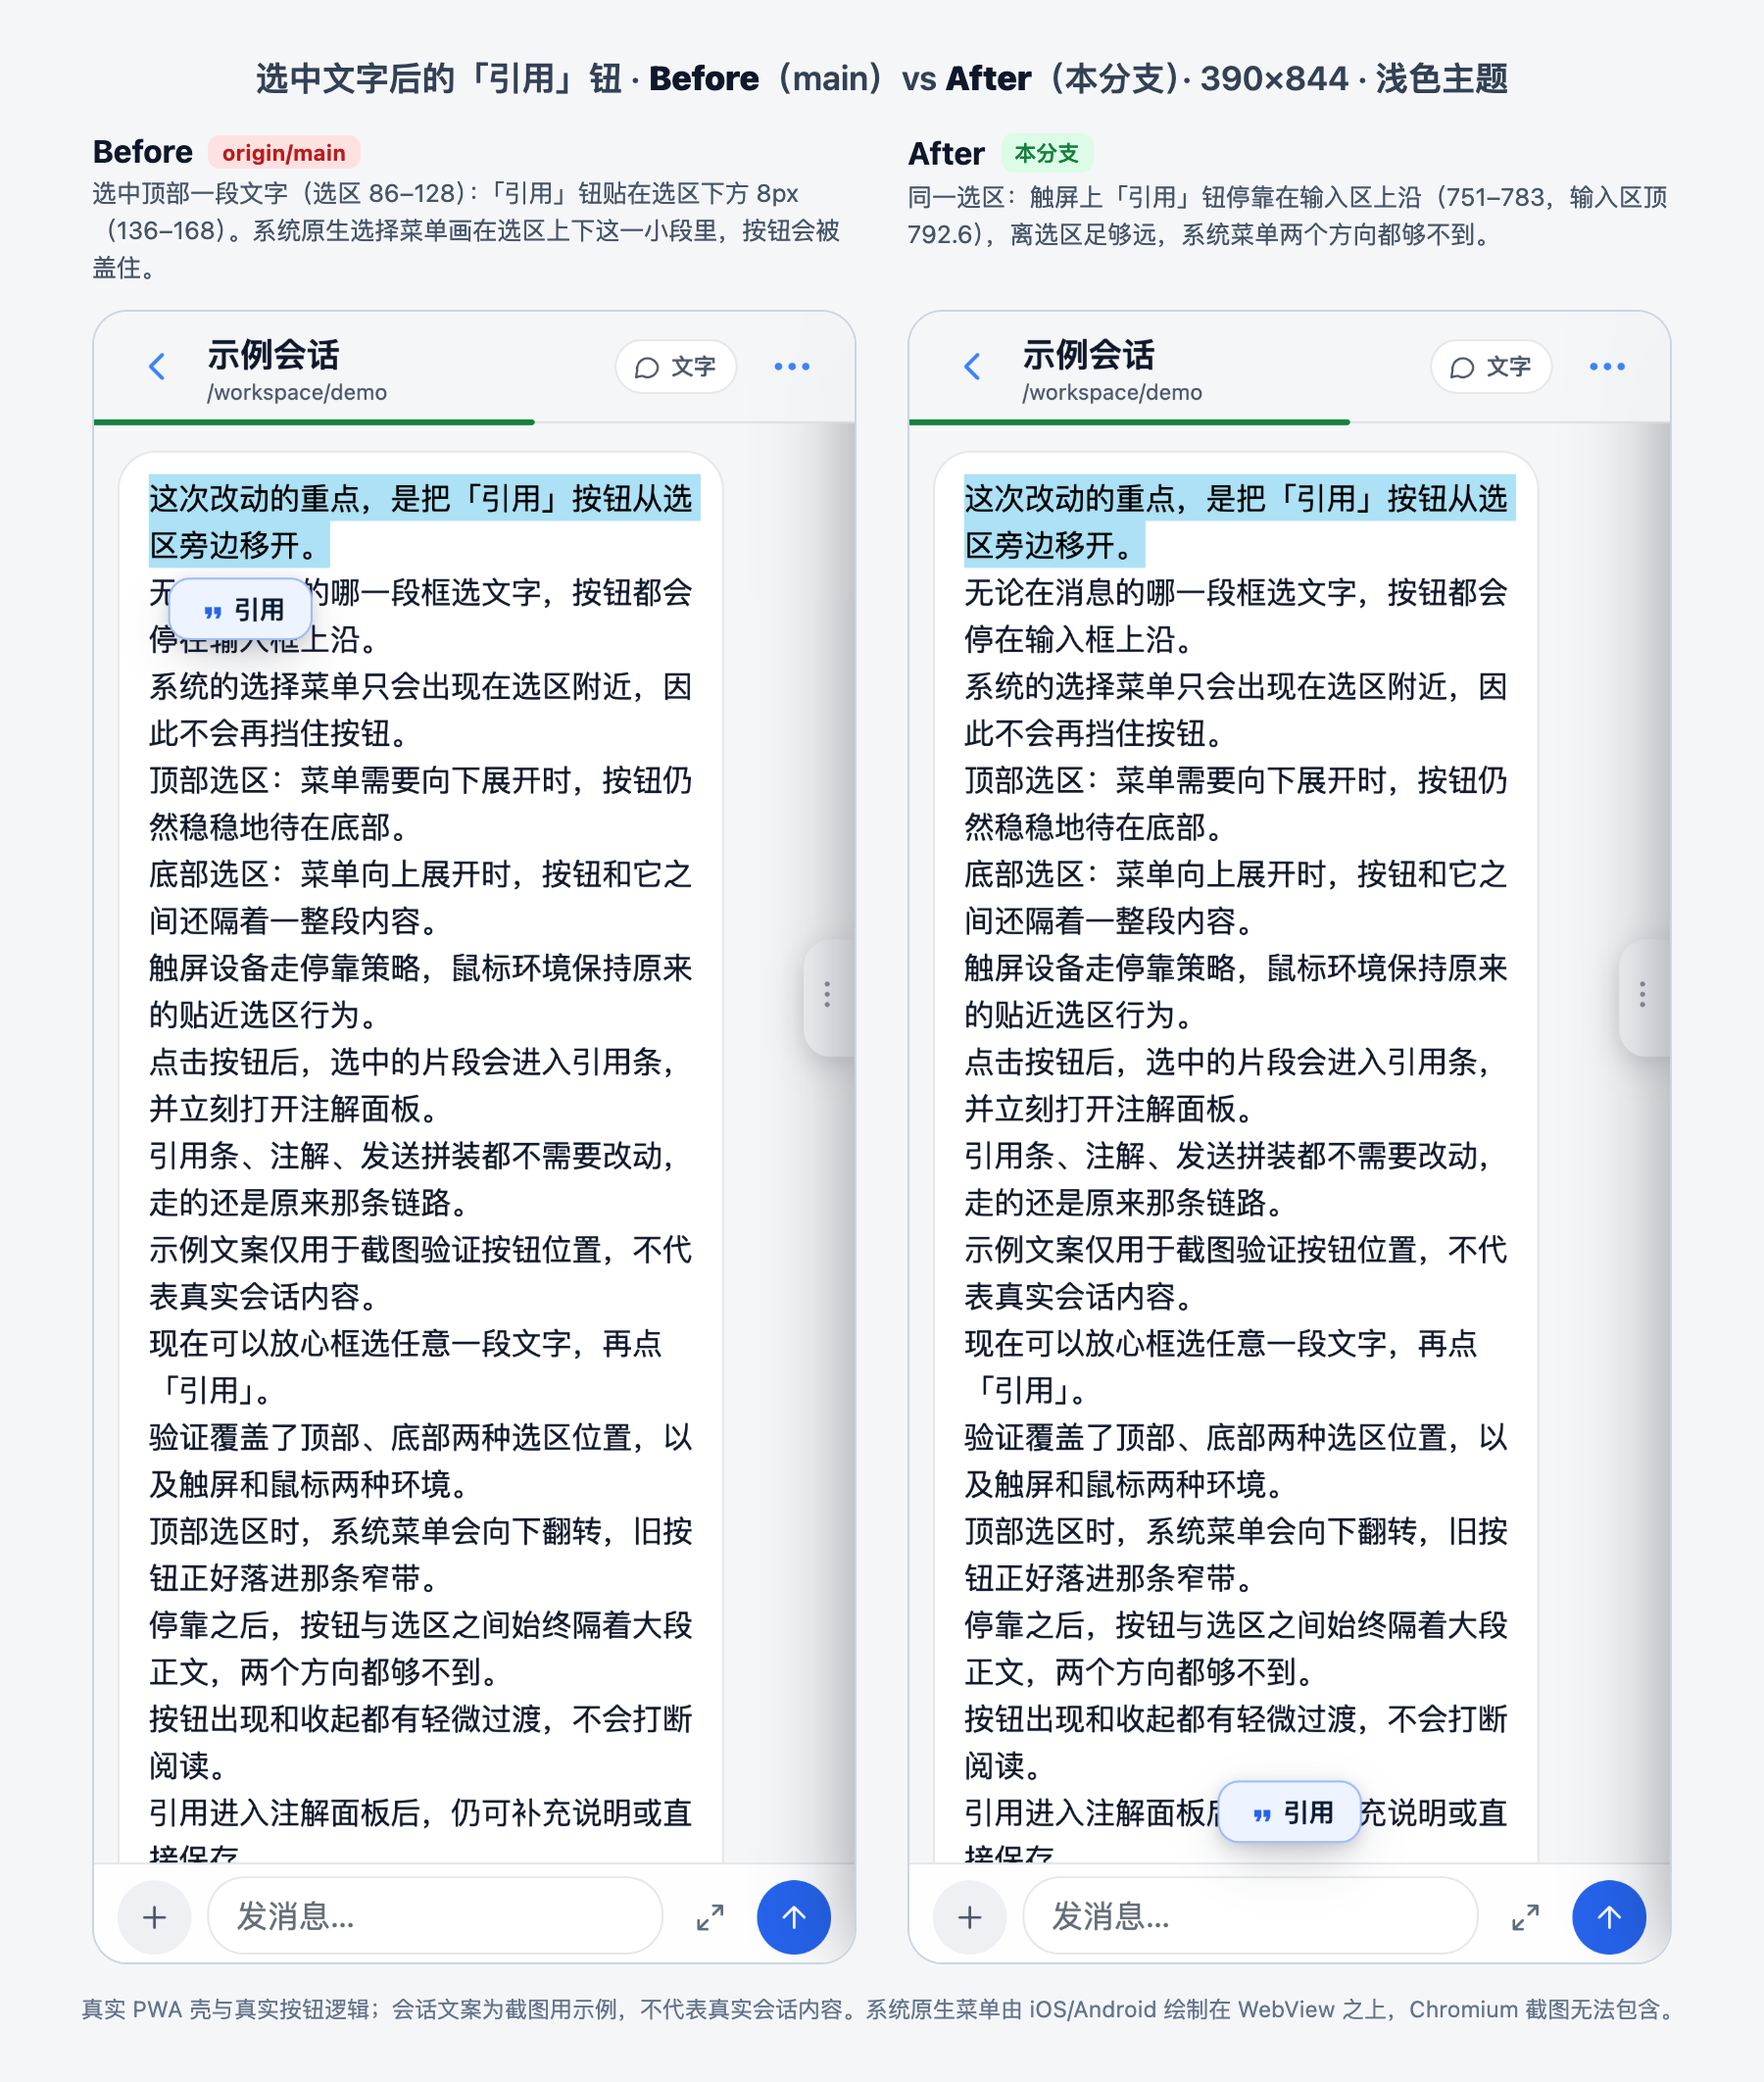 选中文字后的「引用」钮 · Before（main）vs After（本分支）· 390×844 · 浅色主题
Before origin/main
选中顶部一段文字（选区 86–128）：「引用」钮贴在选区下方 8px
（136–168）。系统原生选择菜单画在选区上下这一小段里，按钮会被
盖住。
示例会话
文字
/workspace/demo
这次改动的重点，是把「引用」按钮从选
区旁边移开。
无的哪一段框选文字，按钮都会
引用
停在输入框上沿。
系统的选择菜单只会出现在选区附近，因
此不会再挡住按钮。
顶部选区：菜单需要向下展开时，按钮仍
然稳稳地待在底部。
底部选区：菜单向上展开时，按钮和它之
间还隔着一整段内容。
触屏设备走停靠策略，鼠标环境保持原来
的贴近选区行为。
点击按钮后，选中的片段会进入引用条，
并立刻打开注解面板。
引用条、注解、发送拼装都不需要改动，
走的还是原来那条链路。
示例文案仅用于截图验证按钮位置，不代
表真实会话内容。
现在可以放心框选任意一段文字，再点
「引用」。
验证覆盖了顶部、底部两种选区位置，以
及触屏和鼠标两种环境。
顶部选区时，系统菜单会向下翻转，旧按
钮正好落进那条窄带。
停靠之后，按钮与选区之间始终隔着大段
正文，两个方向都够不到。
按钮出现和收起都有轻微过渡，不会打断
阅读。
引用进入注解面板后，仍可补充说明或直
接保存
发消息...
After 本分支
同一选区：触屏上「引用」钮停靠在输入区上沿（751–783，输入区顶
792.6），离选区足够远，系统菜单两个方向都够不到。
示例会话
文字
/workspace/demo
这次改动的重点，是把「引用」按钮从选
区旁边移开。
无论在消息的哪一段框选文字，按钮都会
停在输入框上沿。
系统的选择菜单只会出现在选区附近，因
此不会再挡住按钮。
顶部选区：菜单需要向下展开时，按钮仍
然稳稳地待在底部。
底部选区：菜单向上展开时，按钮和它之
间还隔着一整段内容。
触屏设备走停靠策略，鼠标环境保持原来
的贴近选区行为。
点击按钮后，选中的片段会进入引用条，
并立刻打开注解面板。
引用条、注解、发送拼装都不需要改动，
走的还是原来那条链路。
示例文案仅用于截图验证按钮位置，不代
表真实会话内容。
现在可以放心框选任意一段文字，再点
「引用」。
验证覆盖了顶部、底部两种选区位置，以
及触屏和鼠标两种环境。
顶部选区时，系统菜单会向下翻转，旧按
钮正好落进那条窄带。
停靠之后，按钮与选区之间始终隔着大段
正文，两个方向都够不到。
按钮出现和收起都有轻微过渡，不会打断
阅读。
引用进入注解面板后充说明或直
引用
接保存
发消息...
真实 PWA 壳与真实按钮逻辑；会话文案为截图用示例，不代表真实会话内容。系统原生菜单由 iOS/Android 绘制在 WebView 之上，Chromium 截图无法包含。